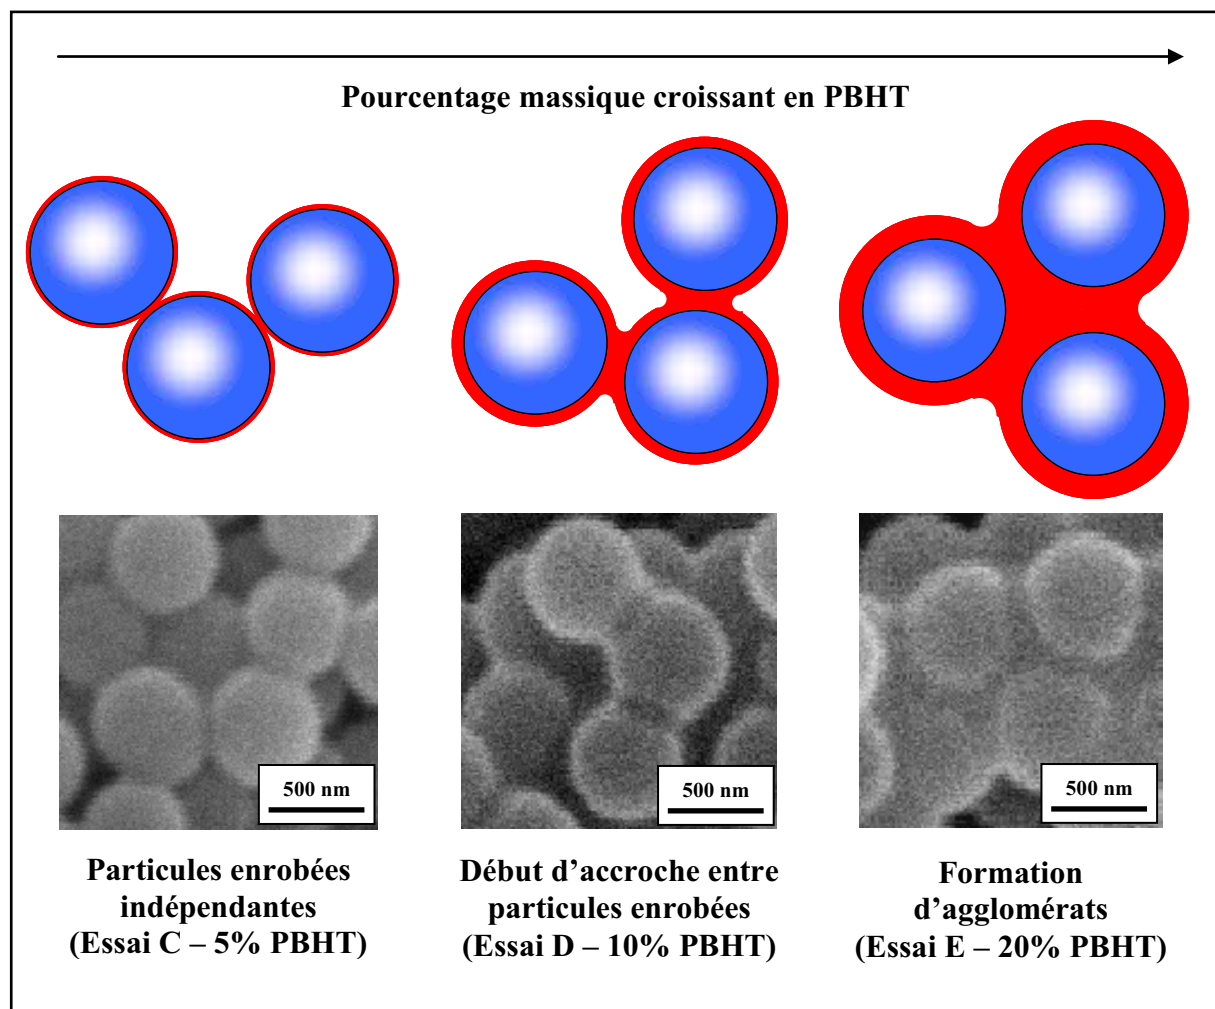 Pourcentage massique croissant en PBHT
500 nm
500 nm
500 nm
Particules enrobées
indépendantes
(Essai C – 5% PBHT)
Début d’accroche entre
particules enrobées
(Essai D – 10% PBHT)
Formation
d’agglomérats
(Essai E – 20% PBHT)